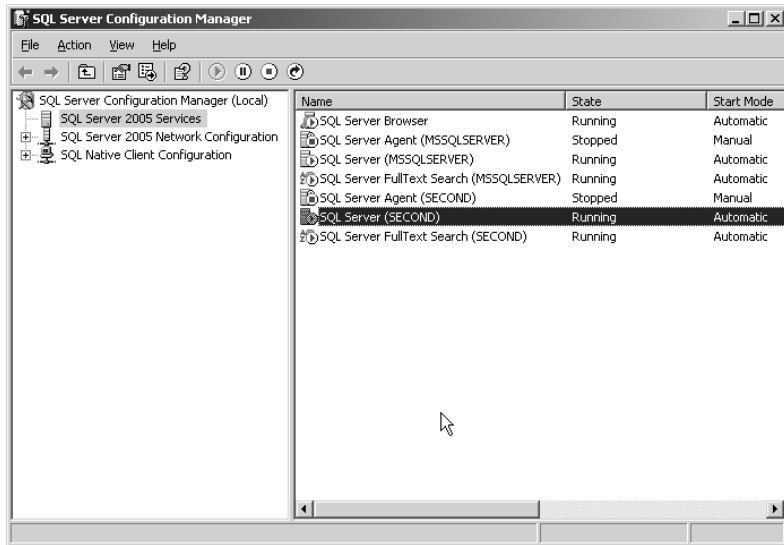 SQL Server Configuration Manager
File Action View Help
SQL Server Configuration Manager (Local)
SQL Server 2005 Services
SQL Server 2005 Network Configuration
SQL Native Client Configuration
Name State Start Mode
SQL Server Browser Running Automatic
SQL Server Agent (MSSQLSERVER) Stopped Manual
SQL Server (MSSQLSERVER) Running Automatic
SQL Server FullText Search (MSSQLSERVER) Running Automatic
SQL Server Agent (SECOND) Stopped Manual
SQL Server (SECOND) Running Automatic
SQL Server FullText Search (SECOND) Running Automatic